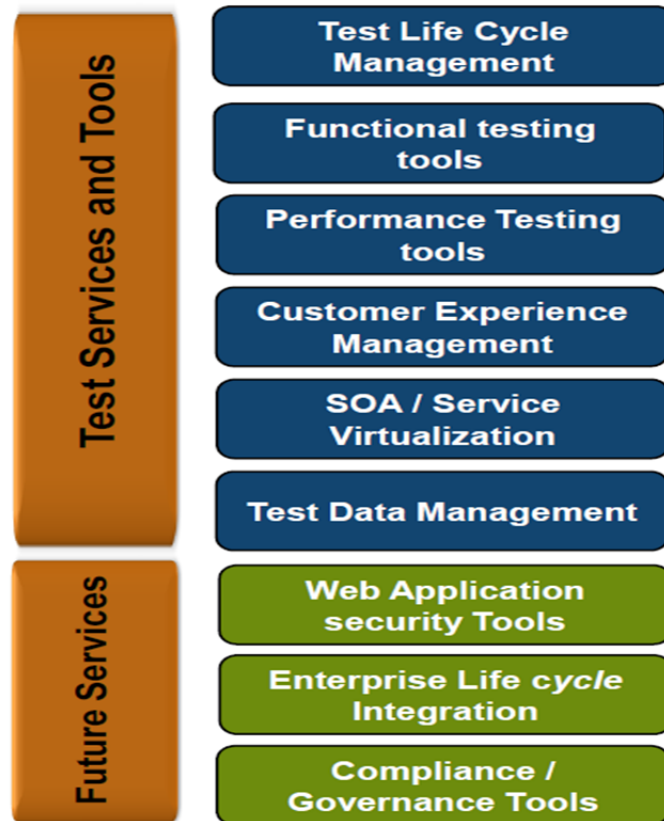 Test Services and Tools
Test Life Cycle
Management
Functional testing
tools
Performance Testing
tools
Customer Experience
Management
SOA / Service
Virtualization
Test Data Management
Future Services
Web Application
security Tools
Enterprise Life cycle
Integration
Compliance /
Governance Tools